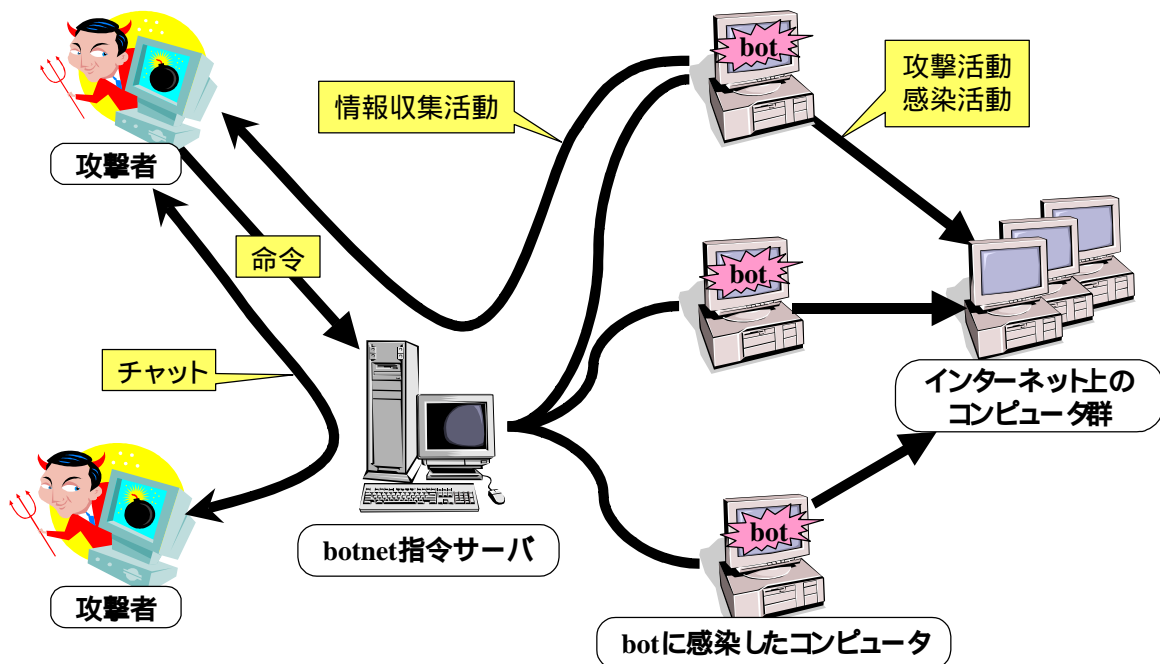 bot
攻撃活動
感染活動
情報収集活動
攻撃者
命令
bot
チャット
インターネット上の
コンピュータ群
bot
botnet指令サーバ
攻撃者
botに感染したコンピュータ